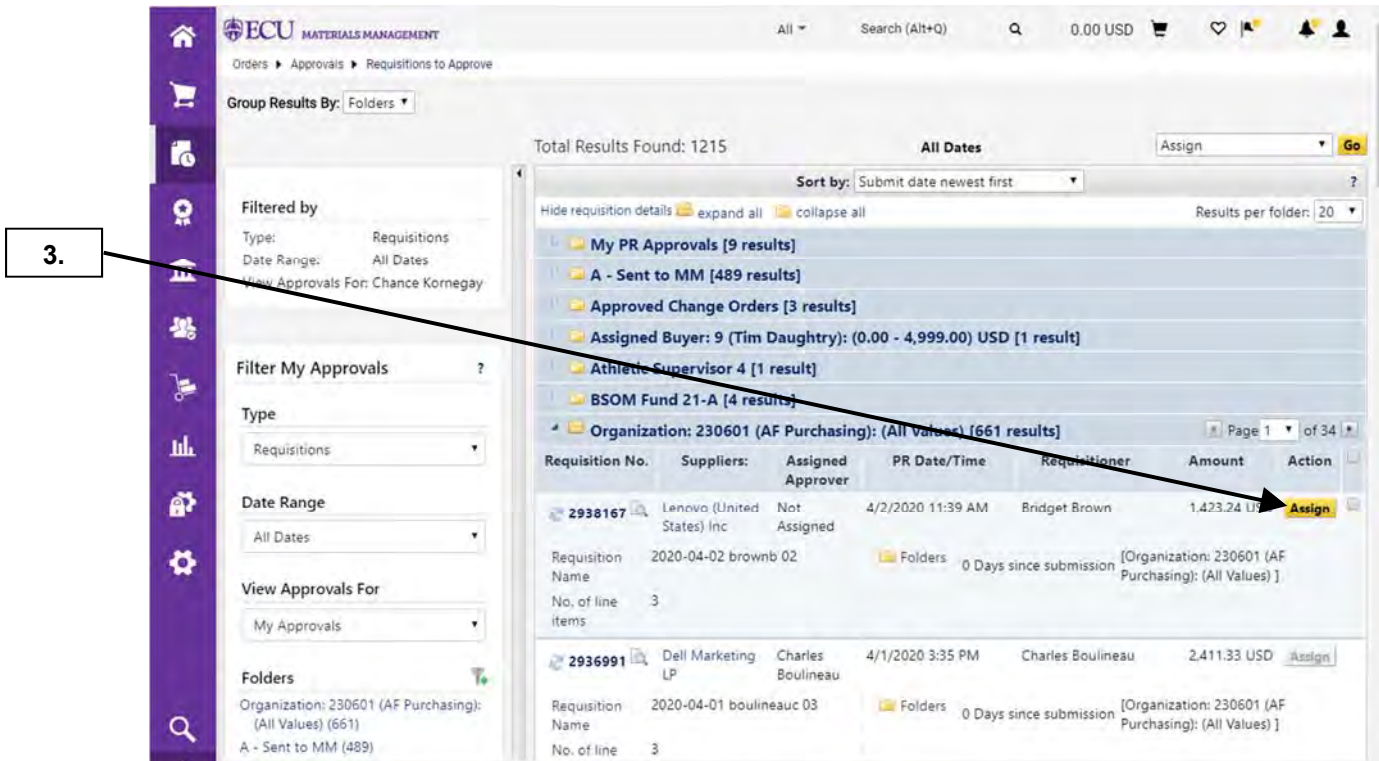 ECU MATERIALS MANAGEMENT
All
Search (Alt+Q)
0.00 USD
Orders ▸ Approvals ▸ Requisitions to Approve
Group Results By: Folders
Total Results Found: 1215
All Dates
Assign
Go
Sort by: Submit date newest first
?
Hide requisition details expand all collapse all
Results per folder: 20
3.
Filtered by
Type: Requisitions
Date Range: All Dates
View Approvals For: Chance Kornegay
Filter My Approvals ?
Type
Requisitions
Date Range
All Dates
View Approvals For
My Approvals
Folders
Organization: 230601 (AF Purchasing):
(All Values) (661)
A - Sent to MM (489)
My PR Approvals [9 results]
A - Sent to MM [489 results]
Approved Change Orders [3 results]
Assigned Buyer: 9 (Tim Daughtry): (0.00 - 4,999.00) USD [1 result]
Athletic Supervisor 4 [1 result]
BSOM Fund 21-A [4 results]
Organization: 230601 (AF Purchasing): (All Values) [661 results]
Page 1 of 34
Requisition No. Suppliers: Assigned PR Date/Time Requisitioner Amount Action
Approver
2938167 Lenovo (United Not 4/2/2020 11:39 AM Bridget Brown 1,423.24 USD Assign
States) Inc Assigned
Requisition 2020-04-02 brownb 02 Folders 0 Days since submission [Organization: 230601 (AF
Name Purchasing): (All Values) ]
No. of line 3
items
2936991 Dell Marketing Charles 4/1/2020 3:35 PM Charles Boulineau 2,411.33 USD Assign
LP Boulineau
Requisition 2020-04-01 boulineauc 03 Folders 0 Days since submission [Organization: 230601 (AF
Name Purchasing): (All Values) ]
No. of line 3